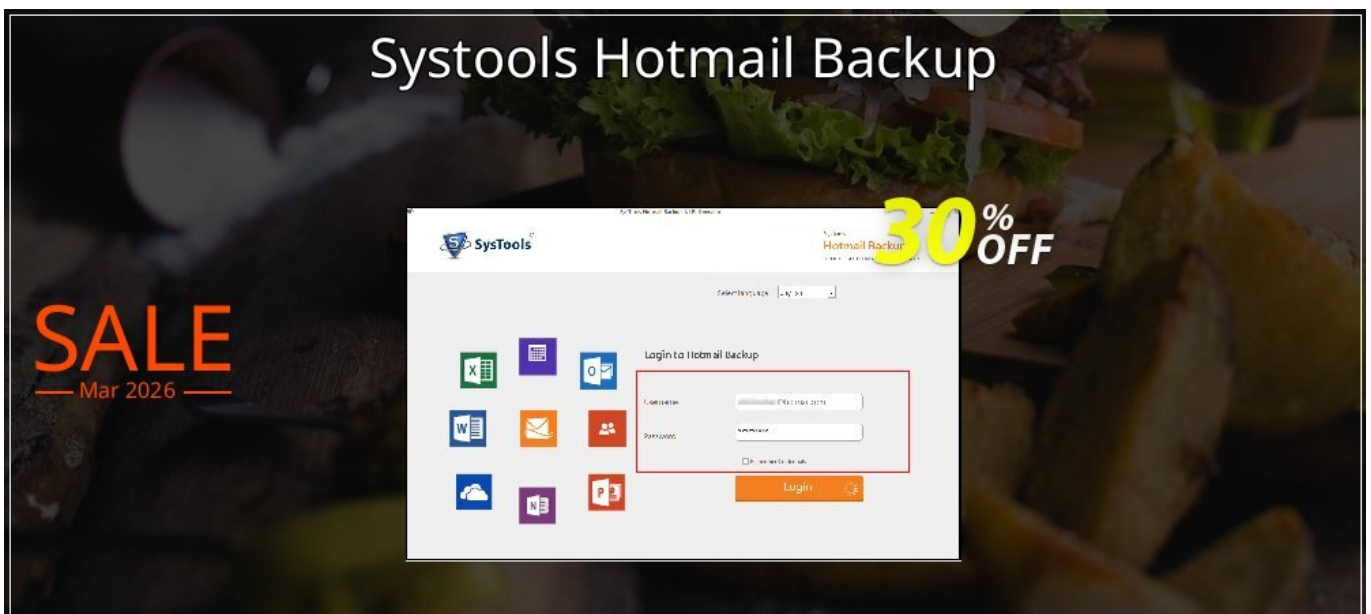 Systools Hotmail Backup
30% OFF
SysTools
Hotmail Backup
Select language
SALE
Mar 2026
Login to Hotmail Backup
Username
Password
Login